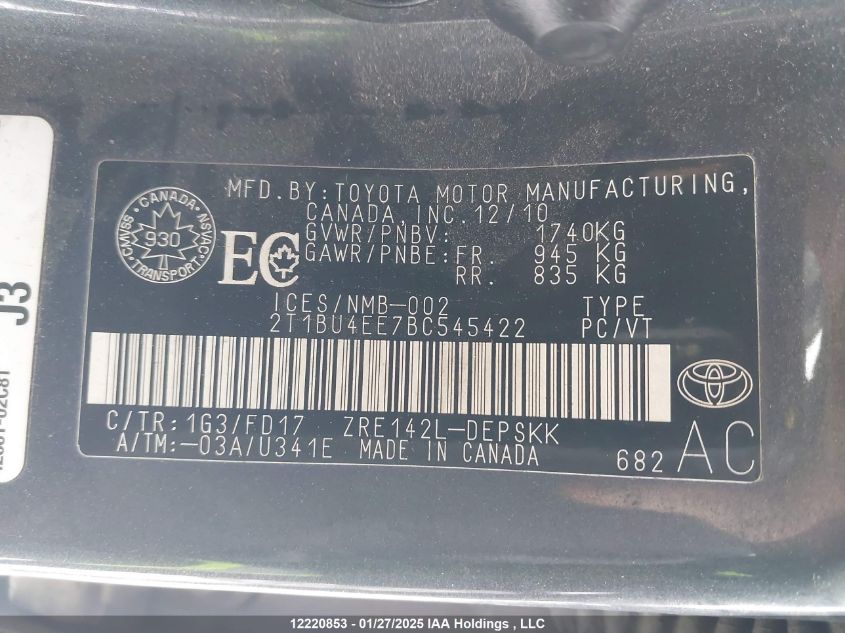 J3
CANADA
CMVSS
NSVAC
930
TRANSPORT
EC
MFD.BY:TOYOTA MOTOR MANUFACTURING,
CANADA, INC. 12/10
GVWR/PNBV: 1740KG
GAWR/PNBE:FR. 945 KG
RR. 835 KG
ICES/NMB-002 TYPE
2T1BU4EE7BC545422 PC/VT
C/TR:1G3/FD17 ZRE142L-DEPSKK
A/TM:-03A/U341E MADE IN CANADA
682 AC
12220853 - 01/27/2025 IAA Holdings , LLC